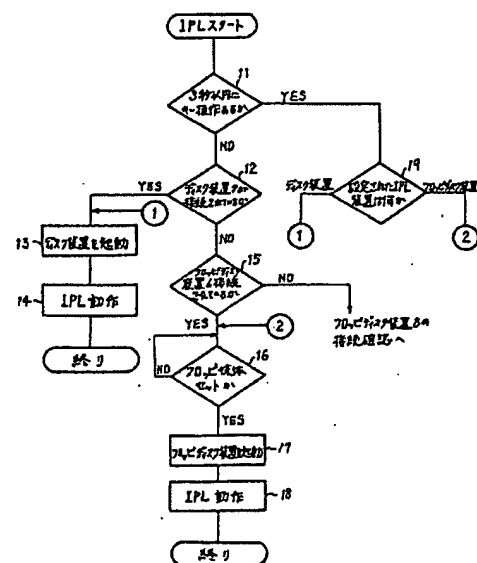 IPLスタート
11
3秒以内に
キー操作あるか
YES
NO
12
ディスク装置7が
接続されているか
YES
1
NO
13
ディスク装置を起動
14
IPL動作
終り
19
設定されたIPL
装置は何か
ディスク装置
フロッピディスク装置
1
2
15
フロッピディスク
装置6接続
されているか
NO
フロッピディスク装置8の
接続確認へ
YES
2
16
フロッピ媒体
セットか
NO
YES
17
フロッピディスク装置を起動
18
IPL動作
終り